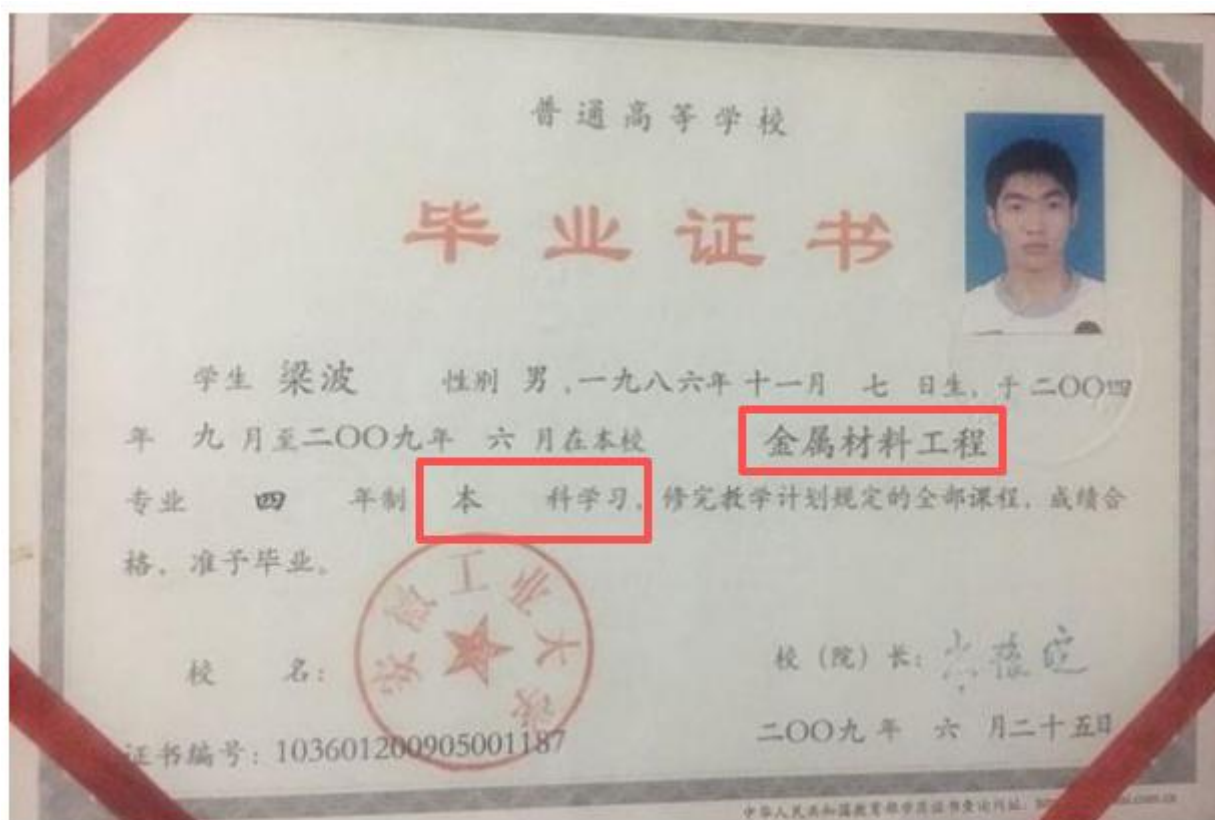 普通高等学校
毕业证书
学生 梁波 性别 男,一九八六年 十一月 七 日生,于二〇〇四
年 九 月至二〇〇九年 六 月在本校 金属材料工程
专业 四 年制 本 科学习,修完教学计划规定的全部课程,成绩合
格,准予毕业。
校 名:
校(院)长:
证书编号:103601200905001187
二〇〇九年 六 月二十五日
中华人民共和国教育部学历证书查询网址: